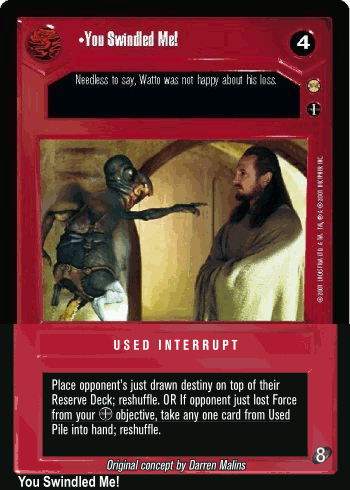 •You Swindled Me!
4
Needless to say, Watto was not happy about his loss.
USED INTERRUPT
Place opponent's just drawn destiny on top of their
Reserve Deck; reshuffle. OR If opponent just lost Force
from your objective, take any one card from Used
Pile into hand; reshuffle.
8
Original concept by Darren Malins
You Swindled Me!